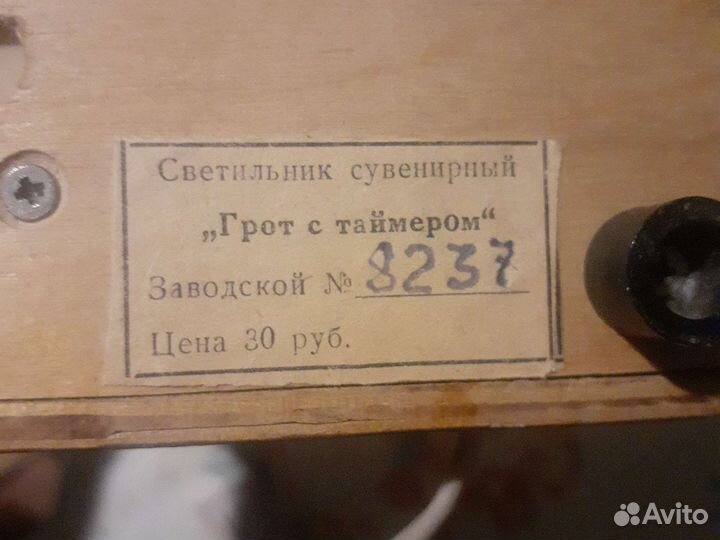 Светильник сувенирный
„Грот с таймером“
Заводской № 8237
Цена 30 руб.
Avito